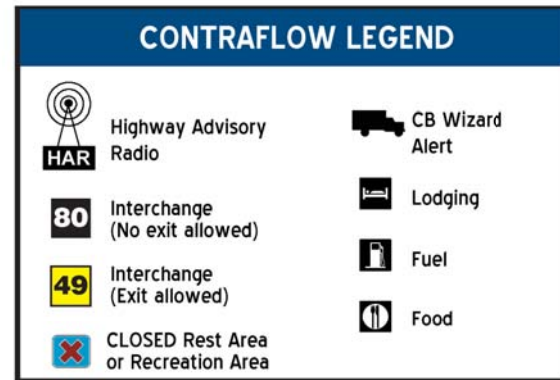 CONTRAFLOW LEGEND
HAR
Highway Advisory
Radio
80
Interchange
(No exit allowed)
49
Interchange
(Exit allowed)
CLOSED Rest Area
or Recreation Area
CB Wizard
Alert
Lodging
Fuel
Food